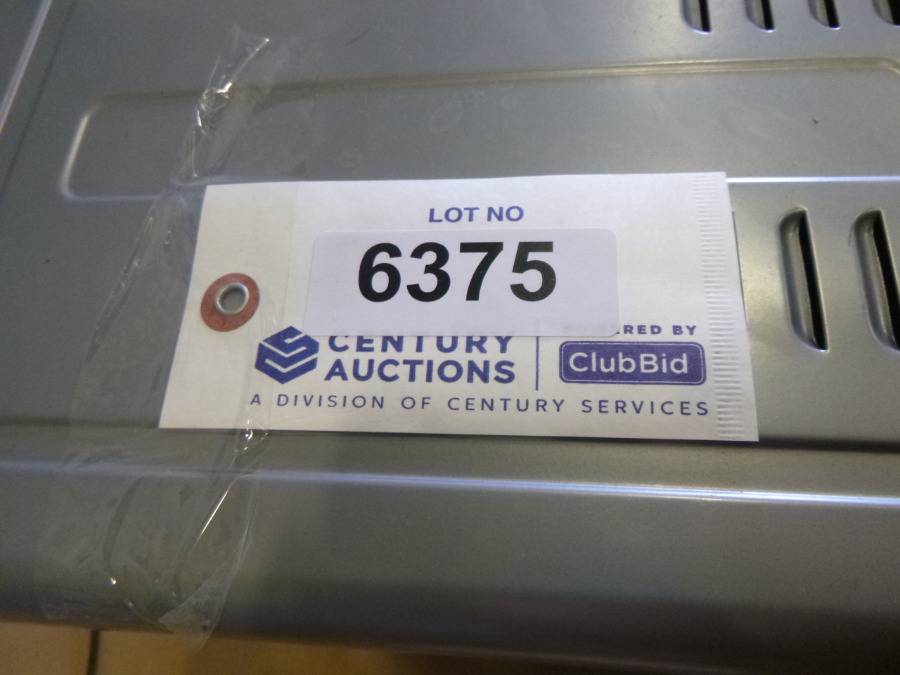 LOT NO
6375
CENTURY
AUCTIONS
BY
ClubBid
A DIVISION OF CENTURY SERVICES